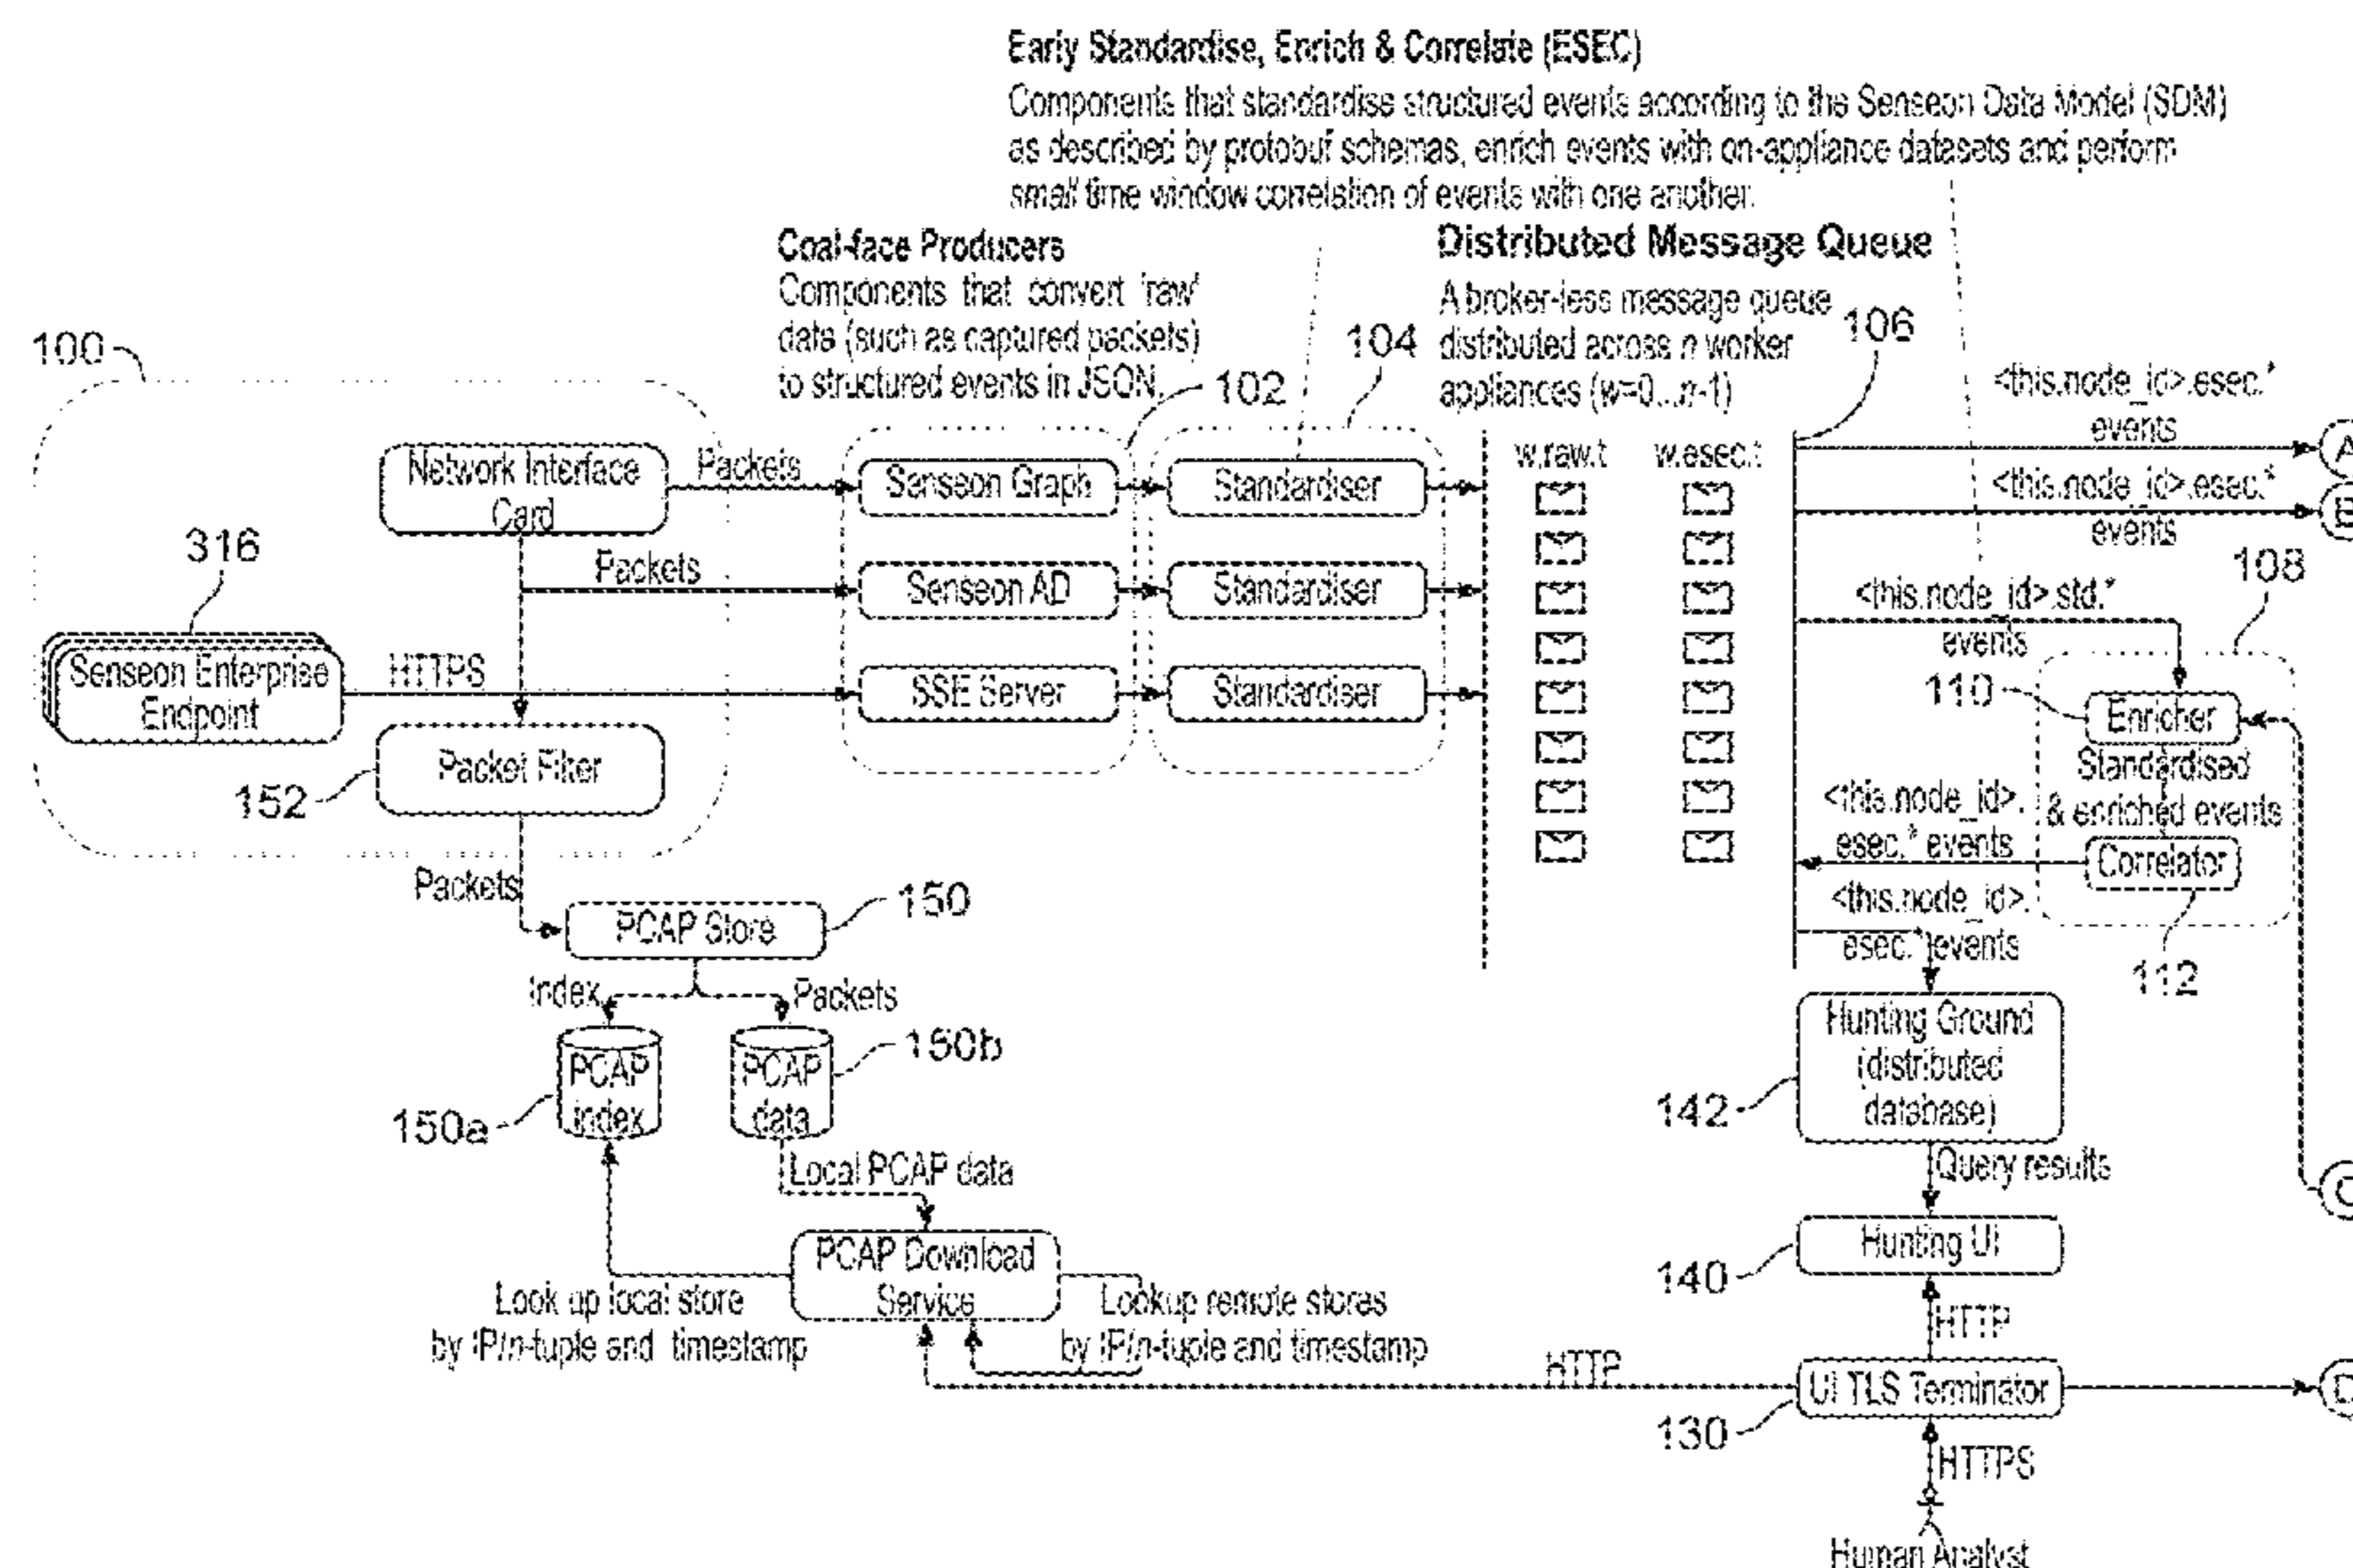 Early Standardise, Enrich & Correlate (ESEC)
Components that standardise structured events according to the Senseon Data Model (SDM)
as described by protobuf schemas, enrich events with on-appliance datasets and perform
small time window correlation of events with one another.
Coal-face Producers
Components that convert 'raw'
data (such as captured packets)
to structured events in JSON.
Distributed Message Queue
A broker-less message queue
distributed across n worker
appliances (w=0...n-1)
100
102
104
106
<this.node_id>.esec.*
events
A
<this.node_id>.esec.*
events
B
w.raw.t
w.esec.t
Network Interface
Card
Packets
Senseon Graph
Standardiser
316
Packets
Senseon AD
Standardiser
108
<this.node_id>.std.*
events
Senseon Enterprise
Endpoint
HTTPS
SSE Server
Standardiser
110
Enricher
Standardised
& enriched events
152
Packet Filter
<this.node_id>.
esec.* events
Correlator
112
<this.node_id>.
esec.* events
Packets
PCAP Store
150
Index
Packets
PCAP
index
150a
PCAP
data
150b
Hunting Ground
(distributed
database)
142
Local PCAP data
Query results
C
PCAP Download
Service
Hunting UI
140
Look up local store
by IP/n-tuple and timestamp
Lookup remote stores
by IP/n-tuple and timestamp
HTTP
HTTP
UI TLS Terminator
D
130
HTTPS
Human Analyst